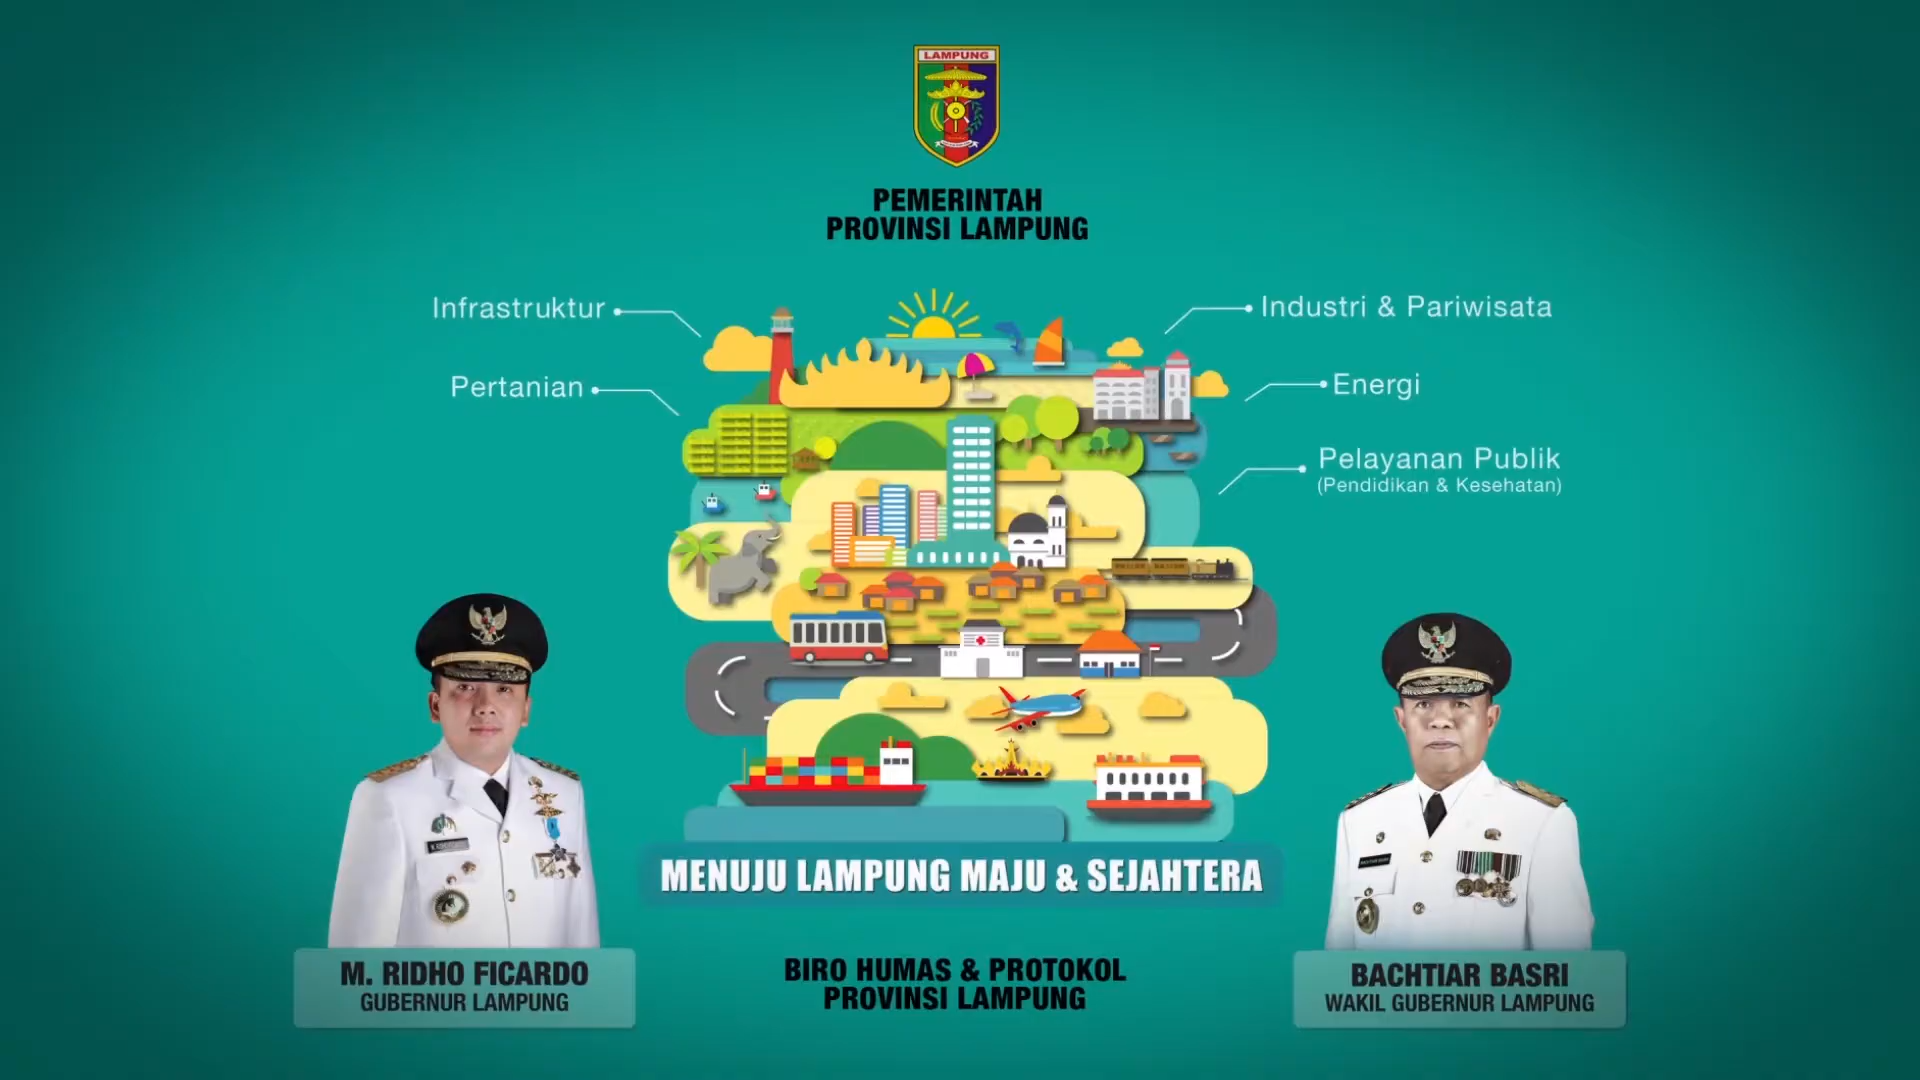 LAMPUNG
PEMERINTAH
PROVINSI LAMPUNG
Infrastruktur
Industri & Pariwisata
Pertanian
Energi
Pelayanan Publik
(Pendidikan & Kesehatan)
MENUJU LAMPUNG MAJU & SEJAHTERA
M. RIDHO FICARDO
GUBERNUR LAMPUNG
BIRO HUMAS & PROTOKOL
PROVINSI LAMPUNG
BACHTIAR BASRI
WAKIL GUBERNUR LAMPUNG